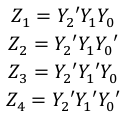 Z₁ = Y₂′Y₁Y₀
Z₂ = Y₂′Y₁Y₀′
Z₃ = Y₂′Y₁′Y₀
Z₄ = Y₂′Y₁′Y₀′